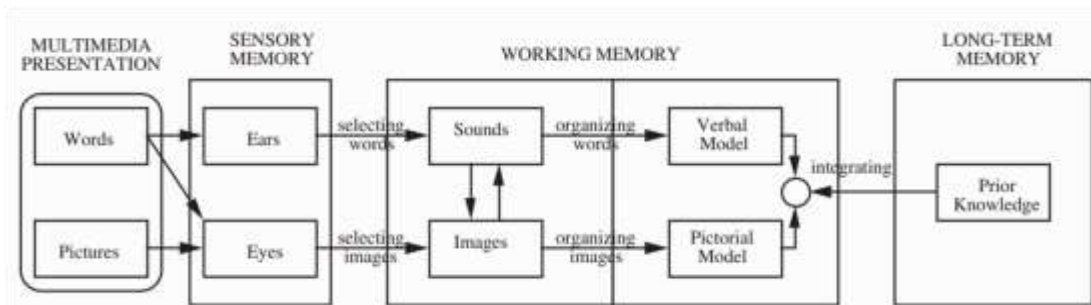 MULTIMEDIA
PRESENTATION
SENSORY
MEMORY
WORKING MEMORY
LONG-TERM
MEMORY
Words
Ears
selecting
words
Sounds
organizing
words
Verbal
Model
integrating
Prior
Knowledge
Pictures
Eyes
selecting
images
Images
organizing
images
Pictorial
Model